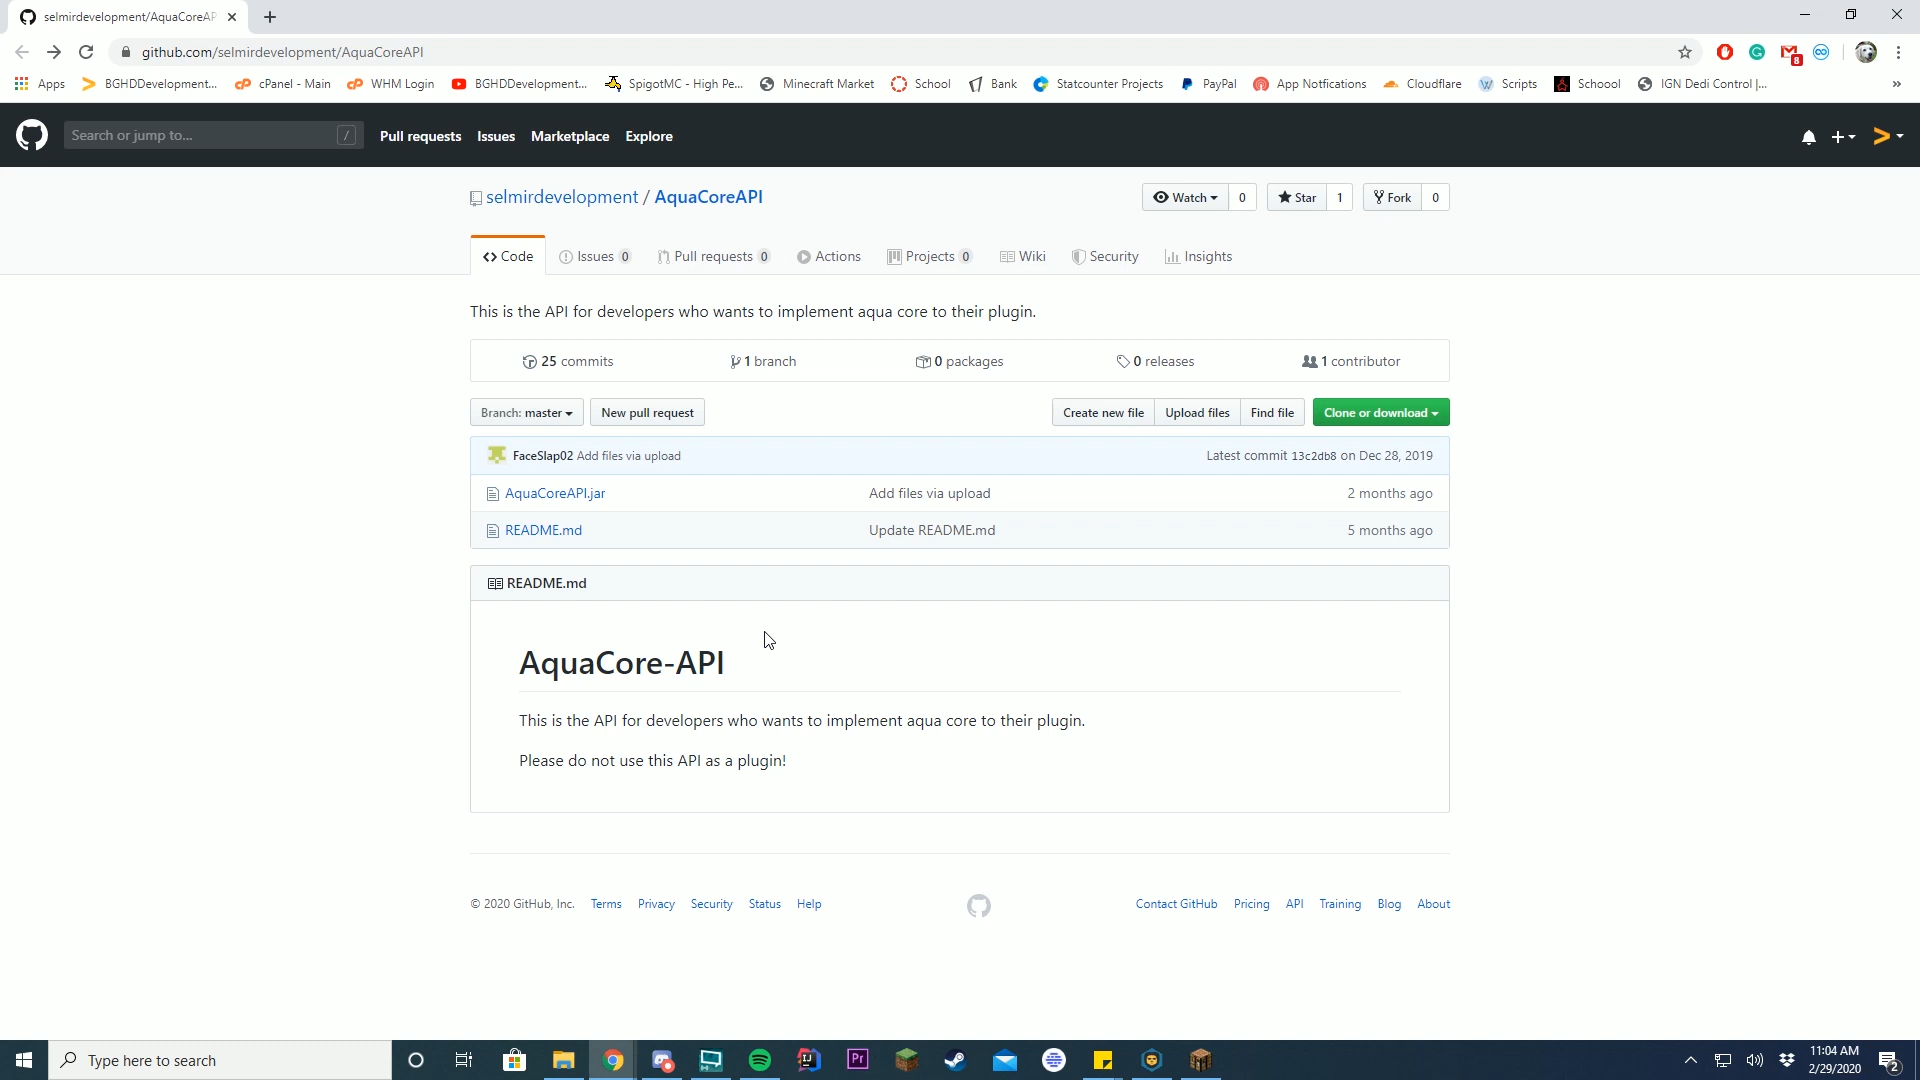 selmirdevelopment/AquaCoreAP
github.com/selmirdevelopment/AquaCoreAPI
8
Apps BGHDDevelopment... cPanel - Main WHM Login BGHDDevelopment... SpigotMC - High Pe... Minecraft Market School Bank Statcounter Projects PayPal App Notfications Cloudflare Scripts Schoool IGN Dedi Control |... »
Search or jump to... / Pull requests Issues Marketplace Explore
selmirdevelopment / AquaCoreAPI Watch 0 Star 1 Fork 0
Code Issues 0 Pull requests 0 Actions Projects 0 Wiki Security Insights
This is the API for developers who wants to implement aqua core to their plugin.
25 commits 1 branch 0 packages 0 releases 1 contributor
Branch: master New pull request Create new file Upload files Find file Clone or download
FaceSlap02 Add files via upload Latest commit 13c2db8 on Dec 28, 2019
AquaCoreAPI.jar Add files via upload 2 months ago
README.md Update README.md 5 months ago
README.md
AquaCore-API
This is the API for developers who wants to implement aqua core to their plugin.
Please do not use this API as a plugin!
© 2020 GitHub, Inc. Terms Privacy Security Status Help Contact GitHub Pricing API Training Blog About
Type here to search
Pr
11:04 AM
2/29/2020
2